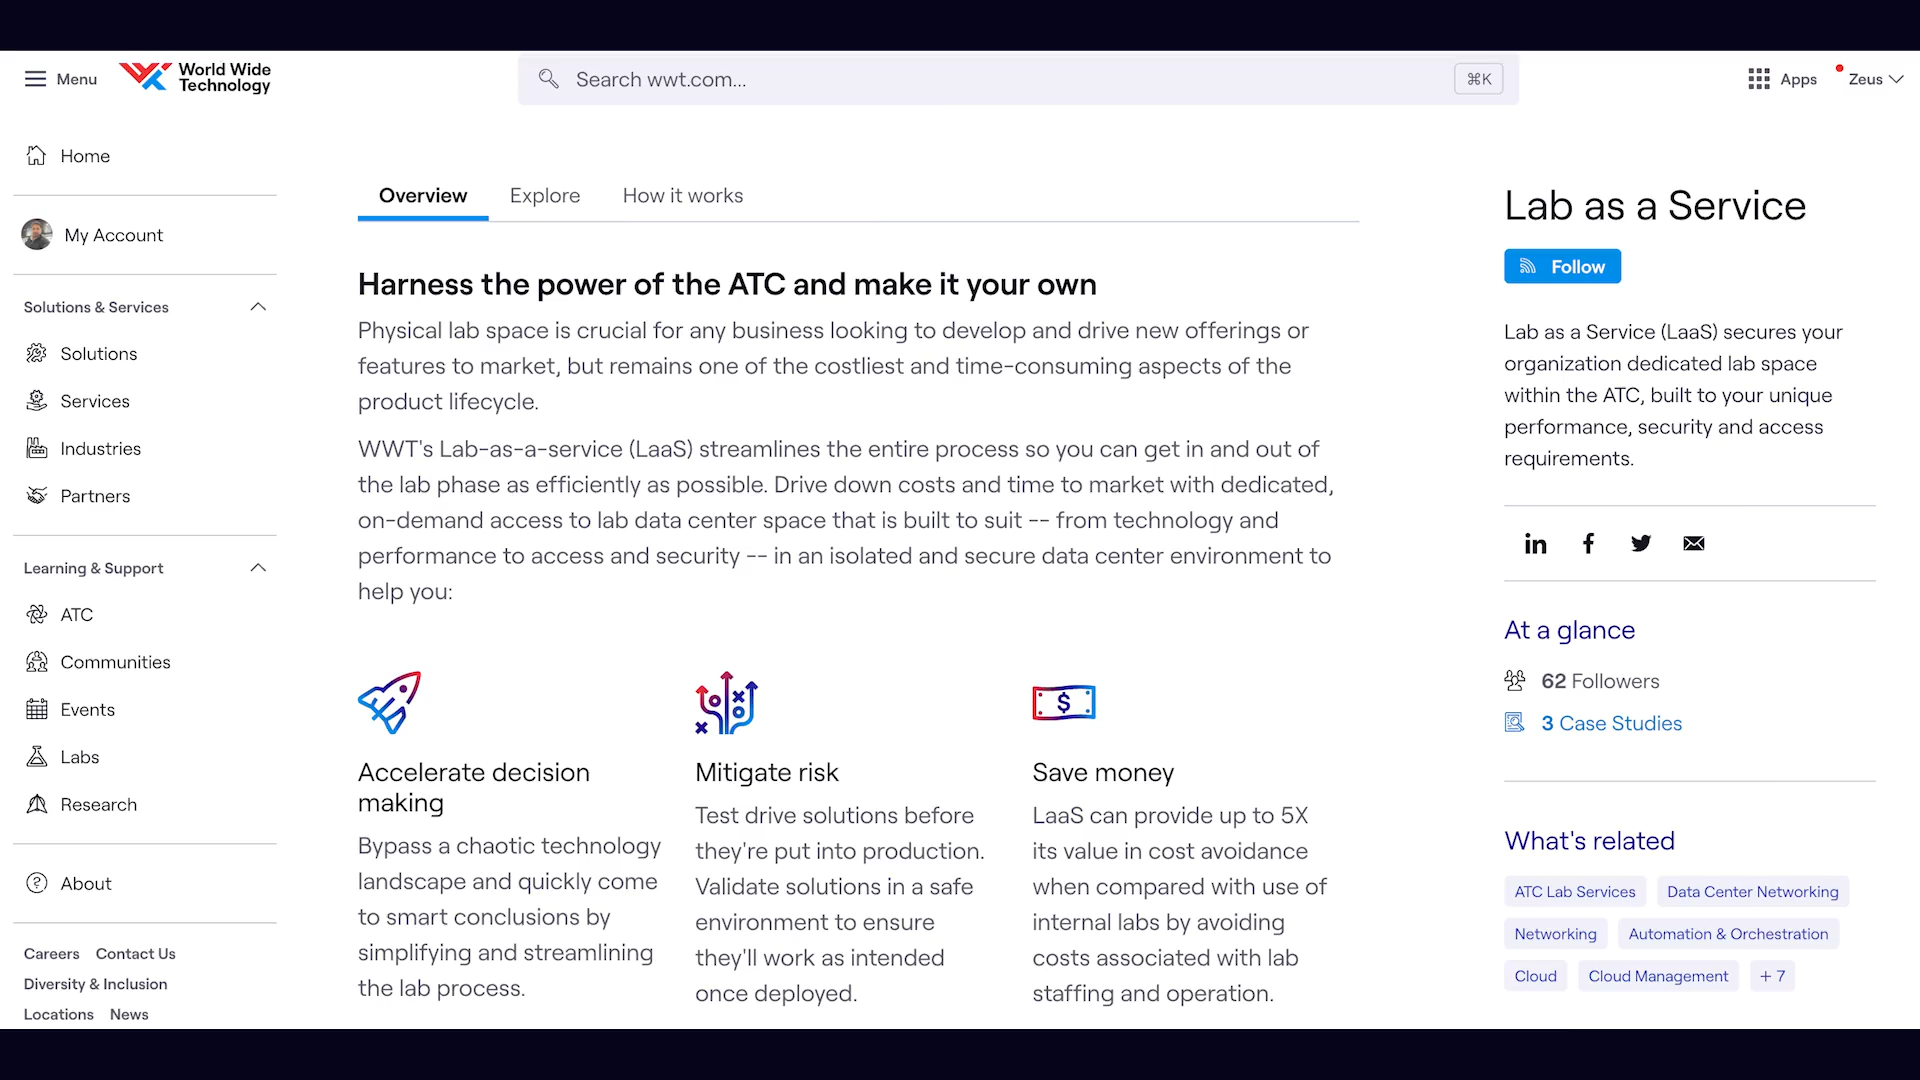 Menu
World Wide
Technology
Search wwt.com...
⌘K
Apps
Zeus
Home
My Account
Solutions & Services
Solutions
Services
Industries
Partners
Learning & Support
ATC
Communities
Events
Labs
Research
About
Careers Contact Us
Diversity & Inclusion
Locations News
Overview Explore How it works
Harness the power of the ATC and make it your own
Physical lab space is crucial for any business looking to develop and drive new offerings or
features to market, but remains one of the costliest and time-consuming aspects of the
product lifecycle.
WWT's Lab-as-a-service (LaaS) streamlines the entire process so you can get in and out of
the lab phase as efficiently as possible. Drive down costs and time to market with dedicated,
on-demand access to lab data center space that is built to suit -- from technology and
performance to access and security -- in an isolated and secure data center environment to
help you:
Accelerate decision
making
Bypass a chaotic technology
landscape and quickly come
to smart conclusions by
simplifying and streamlining
the lab process.
Mitigate risk
Test drive solutions before
they're put into production.
Validate solutions in a safe
environment to ensure
they'll work as intended
once deployed.
$
Save money
LaaS can provide up to 5X
its value in cost avoidance
when compared with use of
internal labs by avoiding
costs associated with lab
staffing and operation.
Lab as a Service
Follow
Lab as a Service (LaaS) secures your
organization dedicated lab space
within the ATC, built to your unique
performance, security and access
requirements.
At a glance
62 Followers
3 Case Studies
What's related
ATC Lab Services Data Center Networking
Networking Automation & Orchestration
Cloud Cloud Management + 7